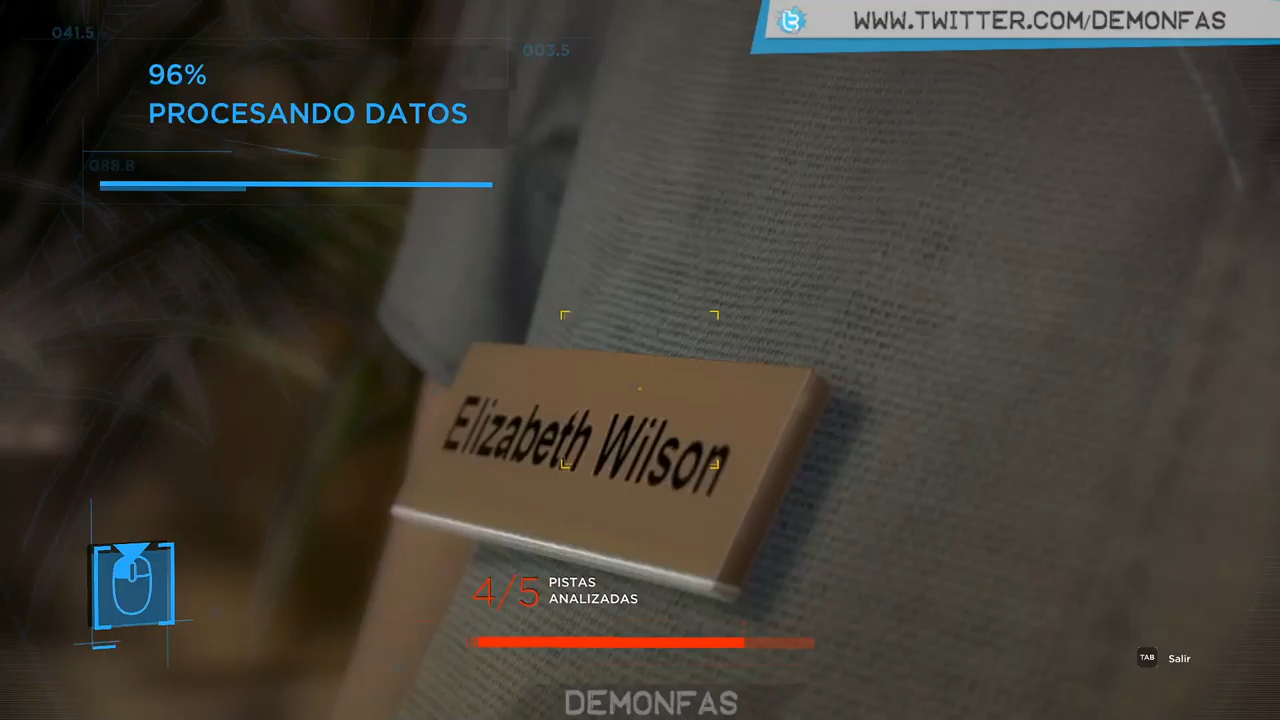 041.5
003.5
WWW.TWITTER.COM/DEMONFAS
96%
PROCESANDO DATOS
088.8
Elizabeth Wilson
4/5 PISTAS
ANALIZADAS
TAB Salir
DEMONFAS